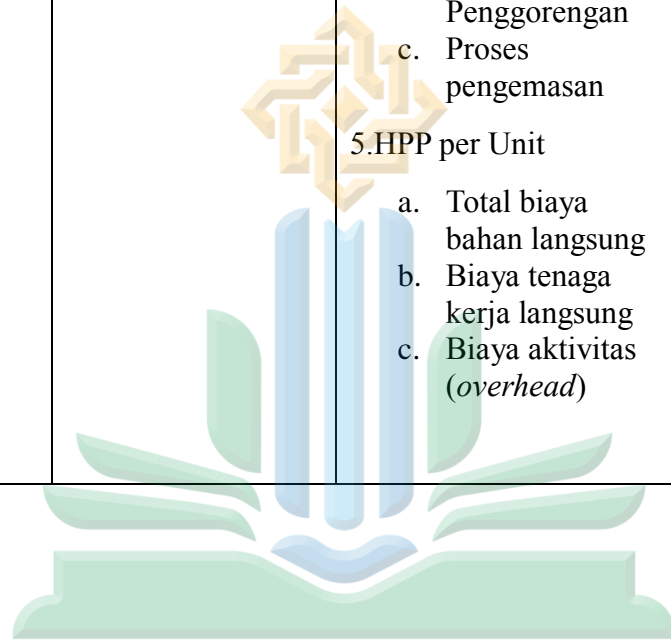 Penggorengan
c. Proses
pengemasan
5.HPP per Unit
a. Total biaya
bahan langsung
b. Biaya tenaga
kerja langsung
c. Biaya aktivitas
(overhead)